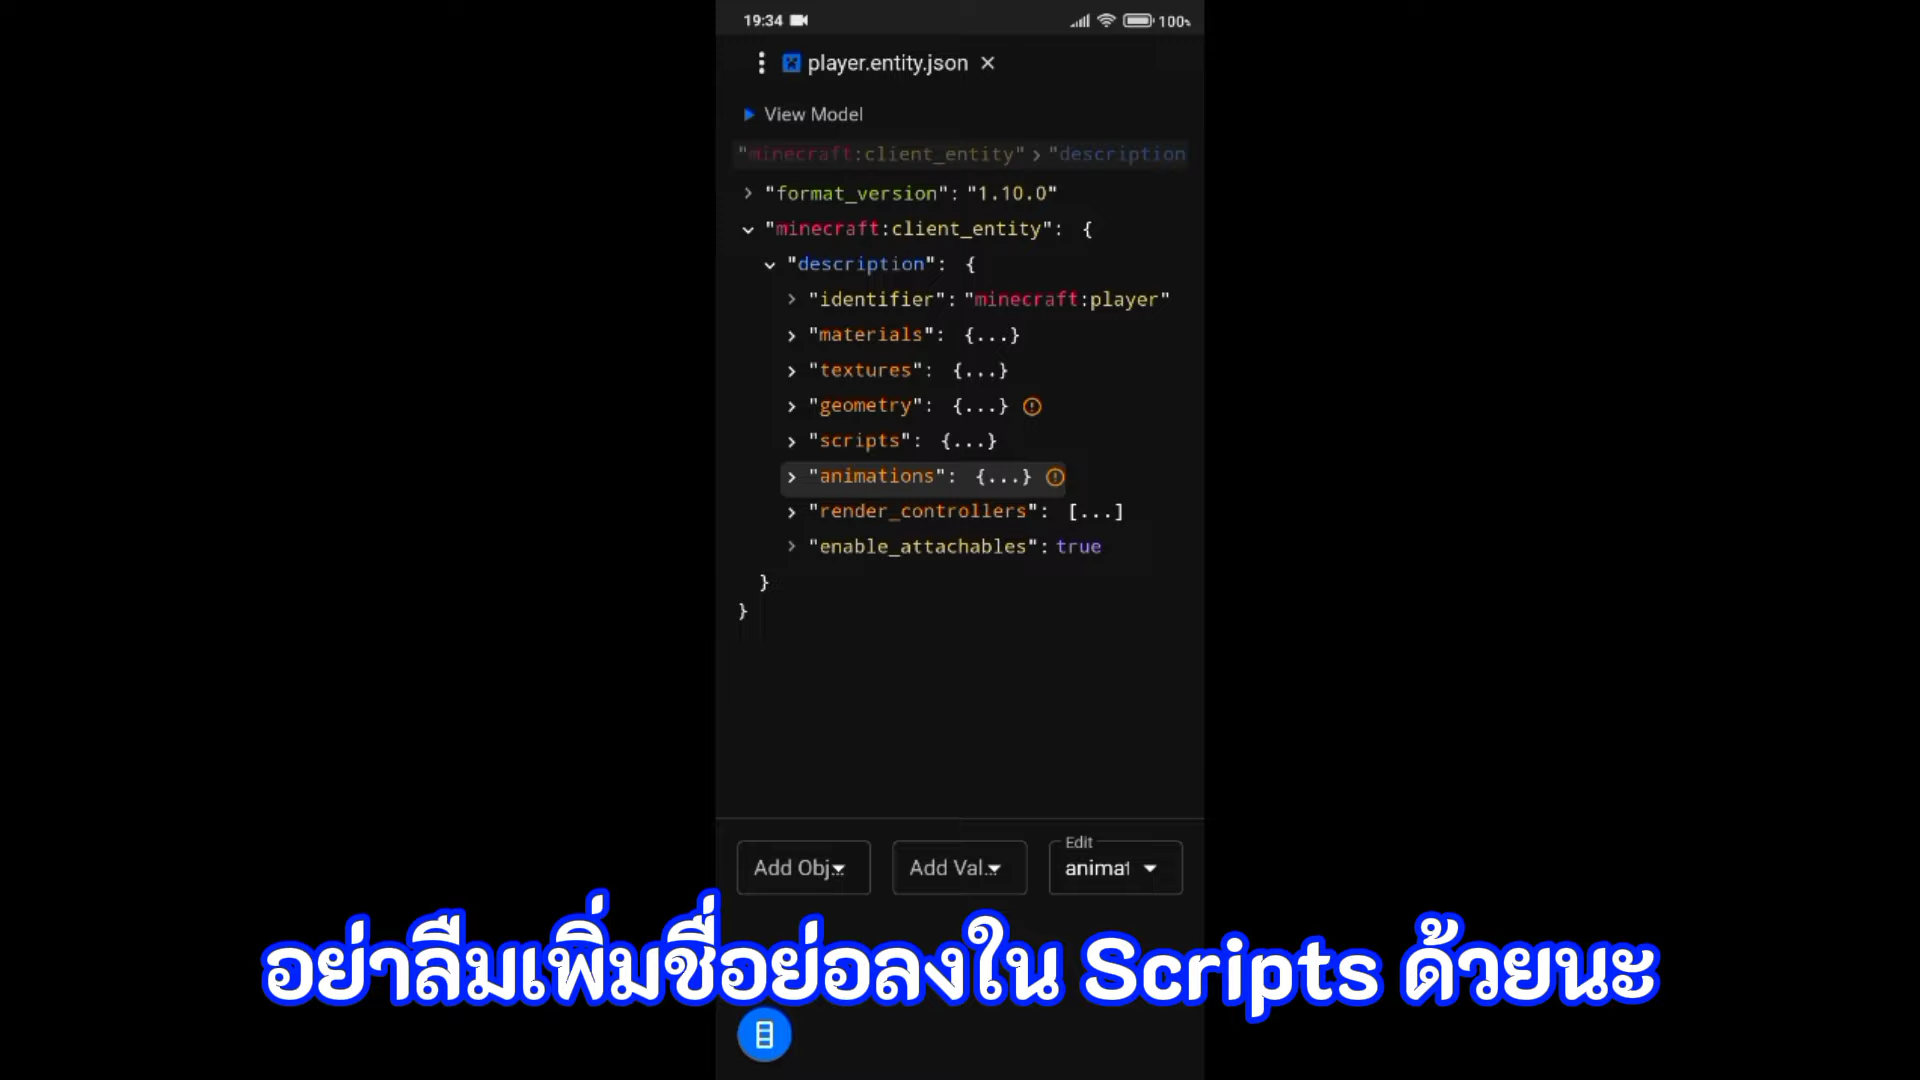 19:34
100%
player.entity.json
View Model
"minecraft:client_entity" > "description
"format_version": "1.10.0"
"minecraft:client_entity": {
"description": {
"identifier": "minecraft:player"
"materials": {...}
"textures": {...}
"geometry": {...}
"scripts": {...}
"animations": {...}
"render_controllers": [...]
"enable_attachables": true
}
}
Add Obj...
Add Val...
Edit
animat
อย่าลืมเพิ่มชื่อย่อลงใน Scripts ด้วยนะ